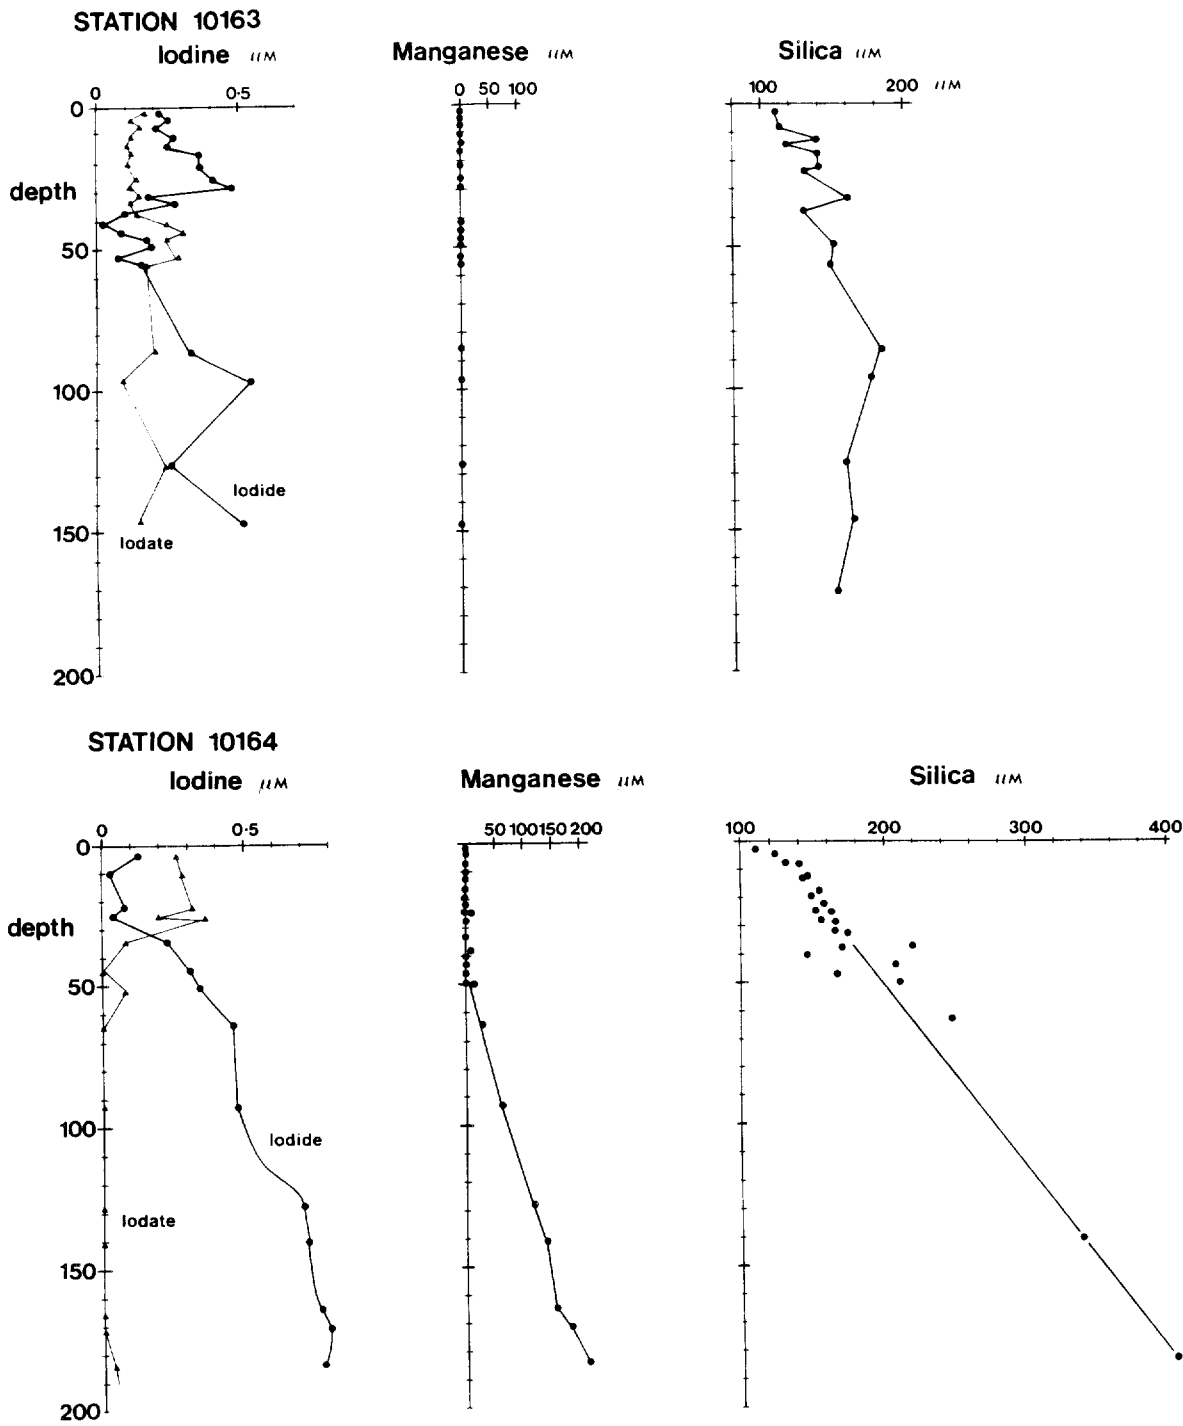 STATION 10163
Iodine μM
Manganese μM
Silica μM
0 0·5
0 50 100
100 200 μM
0
depth
50
100
Iodide
150
Iodate
200
STATION 10164
Iodine μM
Manganese μM
Silica μM
0 0·5
50 100 150 200
100 200 300 400
0
depth
50
100
Iodide
Iodate
150
200